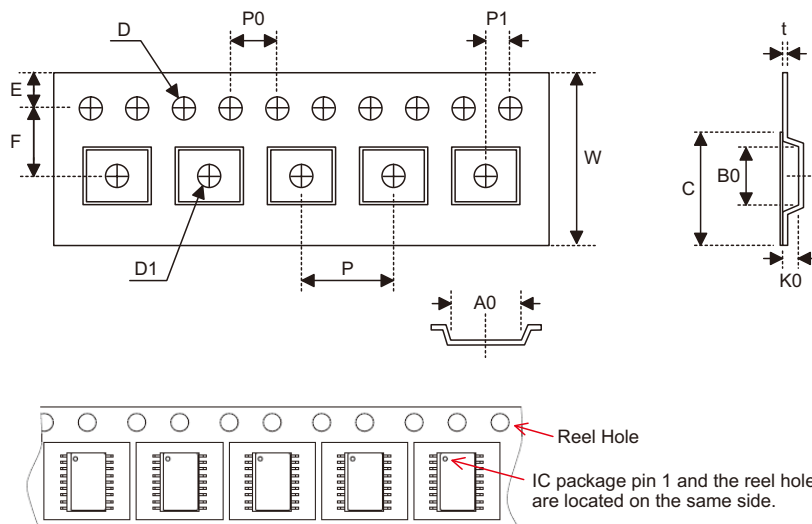 P0
P1
D
t
E
F
W
C
B0
D1
P
A0
K0
Reel Hole
IC package pin 1 and the reel hole
are located on the same side.